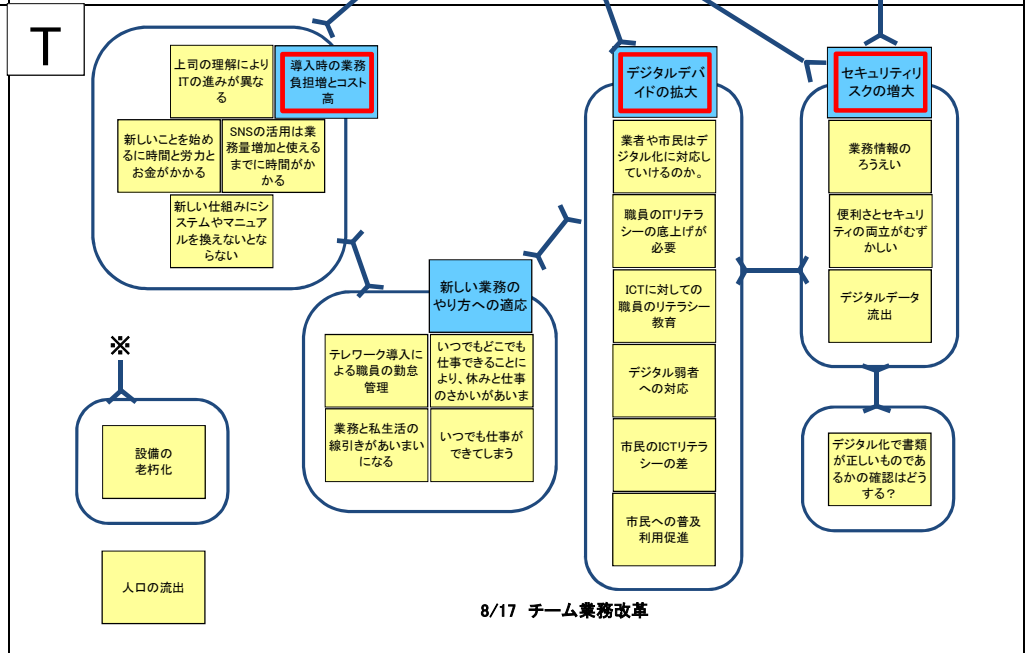 T
上司の理解により
ITの進みが異な
る
導入時の業務
負担増とコスト
高
新しいことを始め
るに時間と労力と
お金がかかる
SNSの活用は業
務量増加と使える
までに時間がか
かる
新しい仕組みにシ
ステムやマニュア
ルを換えないとな
らない
新しい業務の
やり方への適応
テレワーク導入に
よる職員の勤怠
管理
いつでもどこでも
仕事できることに
より、休みと仕事
のさかいがあいま
業務と私生活の
線引きがあいまい
になる
いつでも仕事が
できてしまう
デジタルデバ
イドの拡大
業者や市民はデ
ジタル化に対応し
ていけるのか。
職員のITリテラ
シーの底上げが
必要
ICTに対しての
職員のリテラシー
教育
デジタル弱者
への対応
市民のICTリテラ
シーの差
市民への普及
利用促進
セキュリティリ
スクの増大
業務情報の
ろうえい
便利さとセキュリ
ティの両立がむず
かしい
デジタルデータ
流出
デジタル化で書類
が正しいものであ
るかの確認はどう
する?
※
設備の
老朽化
人口の流出
8/17 チーム業務改革